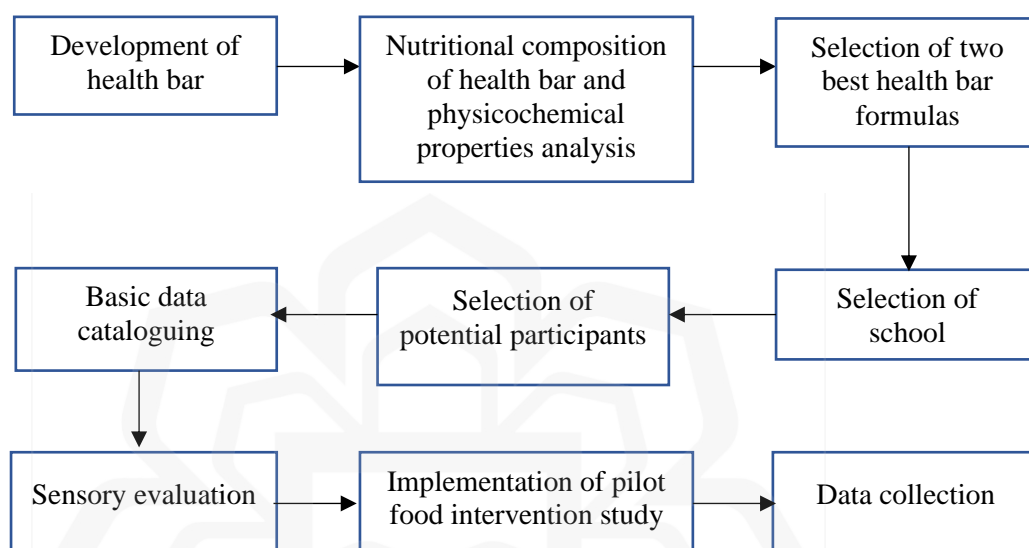 Development of
health bar
Nutritional composition
of health bar and
physicochemical
properties analysis
Selection of two
best health bar
formulas
Selection of
school
Selection of
potential participants
Basic data
cataloguing
Sensory evaluation
Implementation of pilot
food intervention study
Data collection